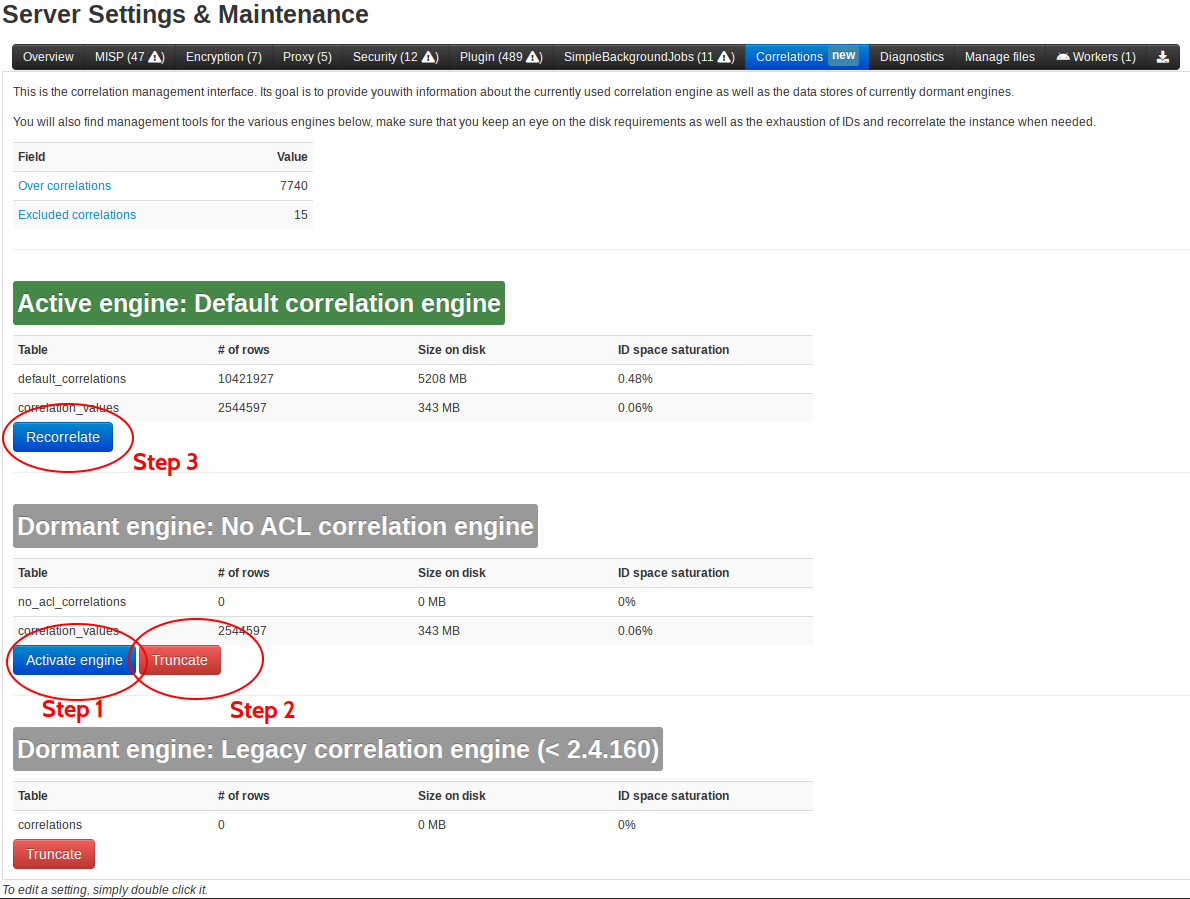 Server Settings & Maintenance
Overview MISP (47 ) Encryption (7) Proxy (5) Security (12 ) Plugin (489 ) SimpleBackgroundJobs (11 ) Correlations new Diagnostics Manage files Workers (1)
This is the correlation management interface. Its goal is to provide youwith information about the currently used correlation engine as well as the data stores of currently dormant engines.
You will also find management tools for the various engines below, make sure that you keep an eye on the disk requirements as well as the exhaustion of IDs and recorrelate the instance when needed.
Field Value
Over correlations 7740
Excluded correlations 15
Active engine: Default correlation engine
Table # of rows Size on disk ID space saturation
default_correlations 10421927 5208 MB 0.48%
correlation_values 2544597 343 MB 0.06%
Recorrelate
Step 3
Dormant engine: No ACL correlation engine
Table # of rows Size on disk ID space saturation
no_acl_correlations 0 0 MB 0%
correlation_values 2544597 343 MB 0.06%
Activate engine Truncate
Step 1 Step 2
Dormant engine: Legacy correlation engine (< 2.4.160)
Table # of rows Size on disk ID space saturation
correlations 0 0 MB 0%
Truncate
To edit a setting, simply double click it.